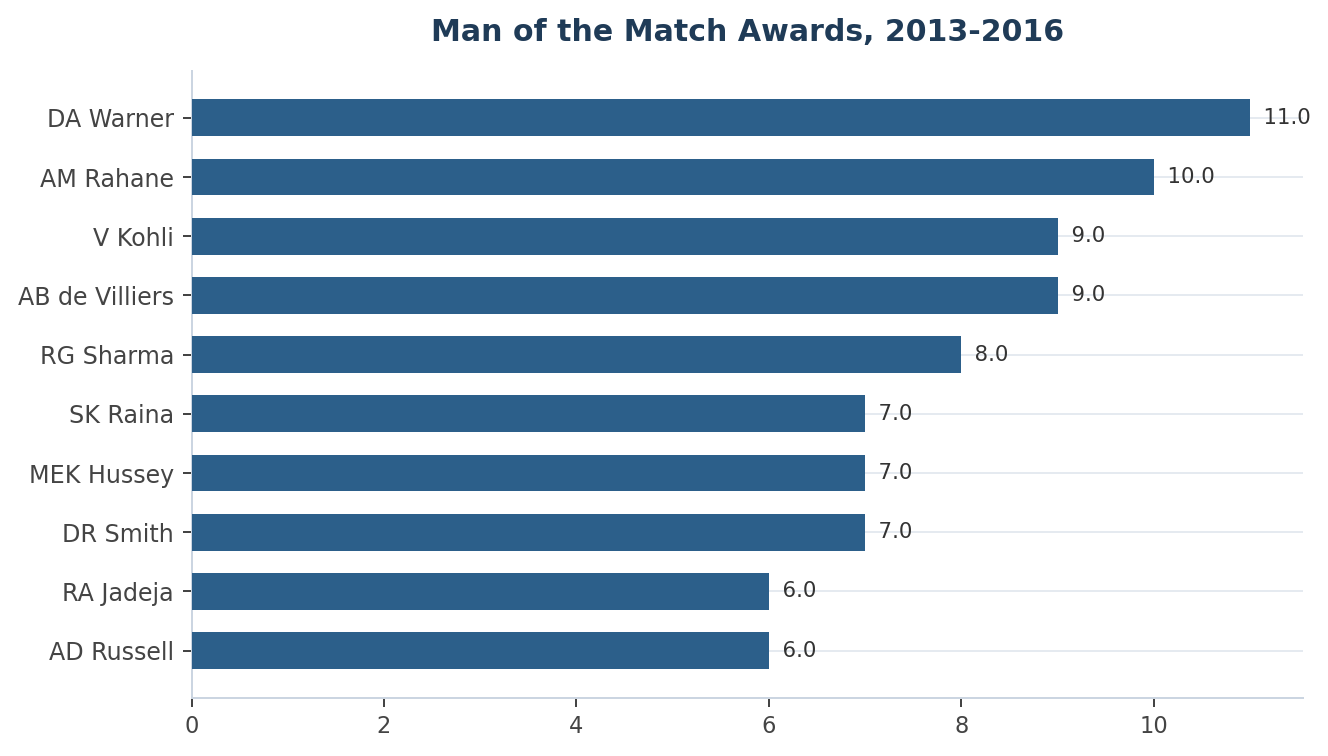 Man of the Match Awards, 2013-2016
DA Warner 11.0
AM Rahane 10.0
V Kohli 9.0
AB de Villiers 9.0
RG Sharma 8.0
SK Raina 7.0
MEK Hussey 7.0
DR Smith 7.0
RA Jadeja 6.0
AD Russell 6.0
0 2 4 6 8 10